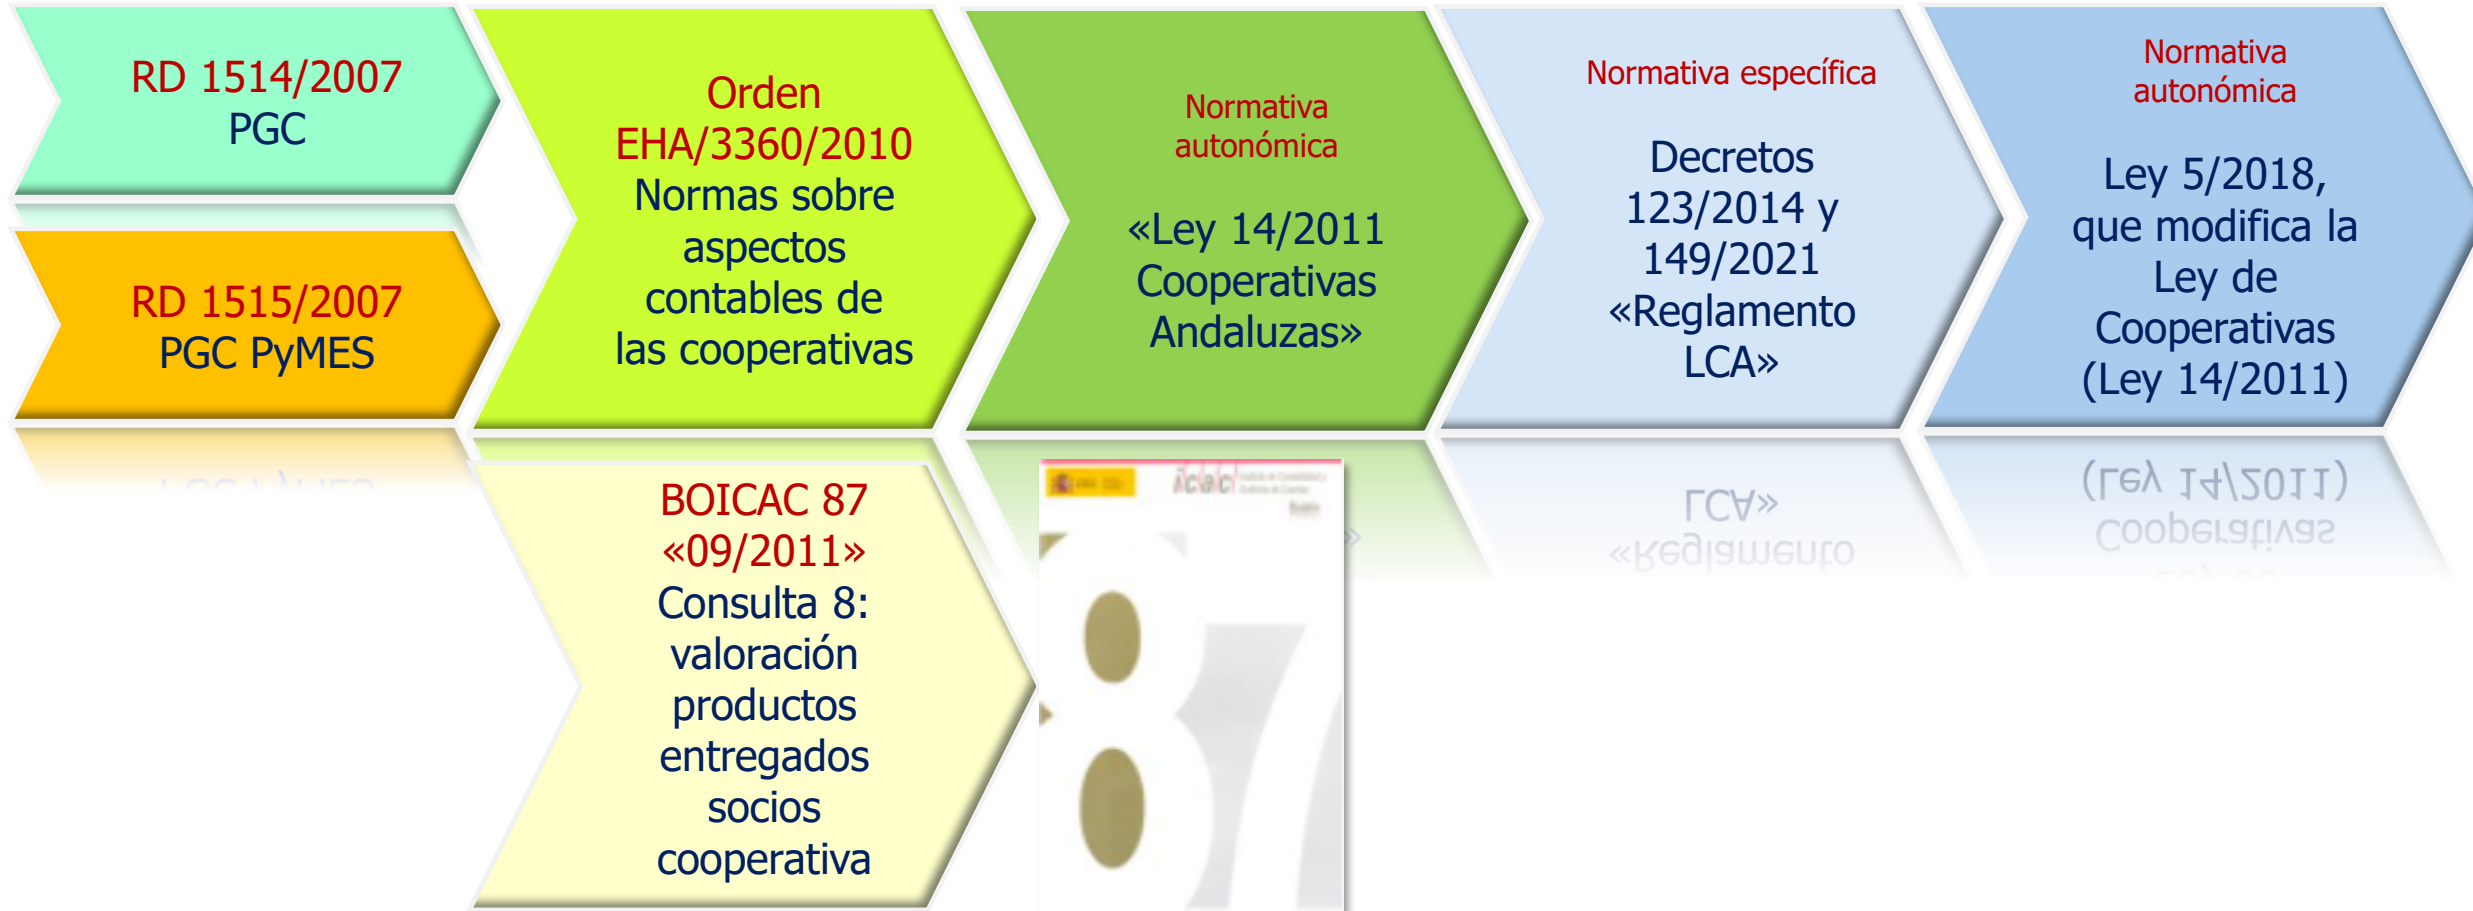 RD 1514/2007
PGC
RD 1515/2007
PGC PyMES
Orden
EHA/3360/2010
Normas sobre
aspectos
contables de
las cooperativas
BOICAC 87
«09/2011»
Consulta 8:
valoración
productos
entregados
socios
cooperativa
icac
87
Normativa
autonómica
«Ley 14/2011
Cooperativas
Andaluzas»
Normativa específica
Decretos
123/2014 y
149/2021
«Reglamento
LCA»
Normativa
autonómica
Ley 5/2018,
que modifica la
Ley de
Cooperativas
(Ley 14/2011)